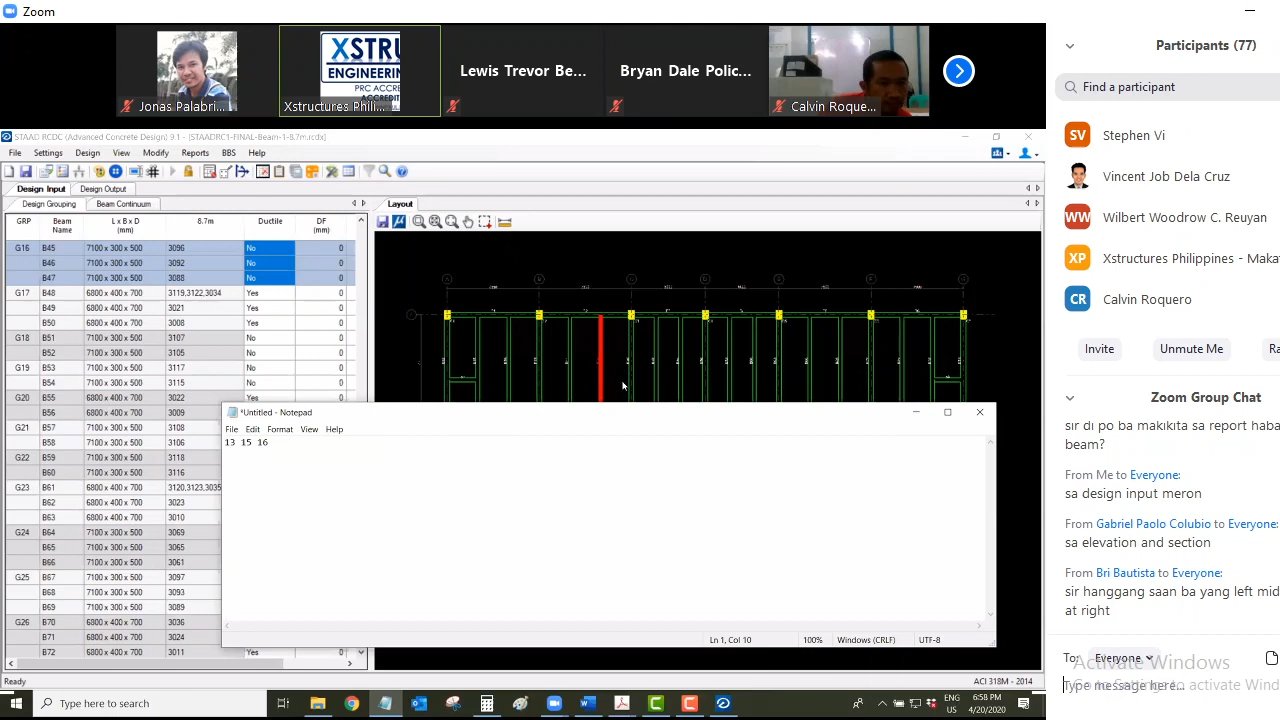 Zoom
Jonas Palabri...
XSTRU
ENGINEERING
PRC ACCRE
ACCREDIT
Xstructures Phili...
Lewis Trevor Be...
Bryan Dale Polic...
Calvin Roque...
Participants (77)
Find a participant
SV Stephen Vi
Vincent Job Dela Cruz
WW Wilbert Woodrow C. Reuyan
XP Xstructures Philippines - Maka
CR Calvin Roquero
Invite Unmute Me Ra
Zoom Group Chat
sir di po ba makikita sa report haba
beam?
From Me to Everyone:
sa design input meron
From Gabriel Paolo Colubio to Everyone:
sa elevation and section
From Bri Bautista to Everyone:
sir hanggang saan ba yang left mid
at right
To: Everyone
Type message here...
Activate Windows
Go to Settings to activate Wind
STAAD RCDC (Advanced Concrete Design) 9.1 - [STAADRC1-FINAL-Beam-1-8.7m.rcdx]
File Settings Design View Modify Reports BBS Help
Design Input Design Output
Design Grouping Beam Continuum
Layout
GRP Beam Name L x B x D (mm) 8.7m Ductile DF (mm)
G16 B45 7100 x 300 x 500 3096 No 0
B46 7100 x 300 x 500 3092 No 0
B47 7100 x 300 x 500 3088 No 0
G17 B48 6800 x 400 x 700 3119,3122,3034 Yes 0
B49 6800 x 400 x 700 3021 Yes 0
B50 6800 x 400 x 700 3008 Yes 0
G18 B51 7100 x 300 x 500 3107 No 0
B52 7100 x 300 x 500 3105 No 0
G19 B53 7100 x 300 x 500 3117 No 0
B54 7100 x 300 x 500 3115 No 0
G20 B55 6800 x 400 x 700 3022 Yes 0
B56 6800 x 400 x 700 3009
G21 B57 7100 x 300 x 500 3108
B58 7100 x 300 x 500 3106
G22 B59 7100 x 300 x 500 3118
B60 7100 x 300 x 500 3116
G23 B61 6800 x 400 x 700 3120,3123,3035
B62 6800 x 400 x 700 3023
B63 6800 x 400 x 700 3010
G24 B64 7100 x 300 x 500 3069
B65 7100 x 300 x 500 3065
B66 7100 x 300 x 500 3061
G25 B67 7100 x 300 x 500 3097
B68 7100 x 300 x 500 3093
B69 7100 x 300 x 500 3089
G26 B70 6800 x 400 x 700 3036
B71 6800 x 400 x 700 3024
B72 6800 x 400 x 700 3011 Yes 0
*Untitled - Notepad
File Edit Format View Help
13 15 16
Ln 1, Col 10 100% Windows (CRLF) UTF-8
Ready
ACI 318M - 2014
Type here to search
ENG
US
6:58 PM
4/20/2020